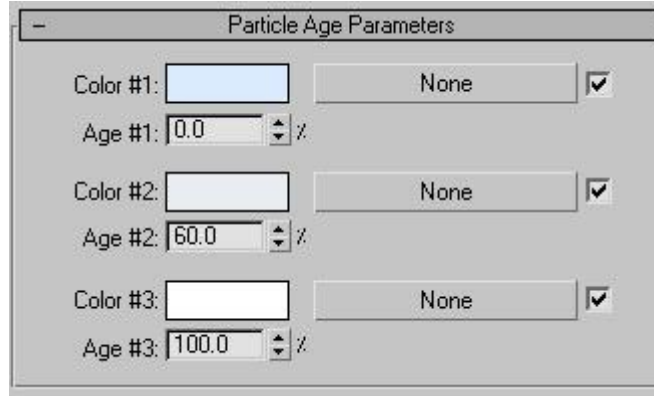 − Particle Age Parameters
Color #1: None
Age #1: 0.0 %
Color #2: None
Age #2: 60.0 %
Color #3: None
Age #3: 100.0 %